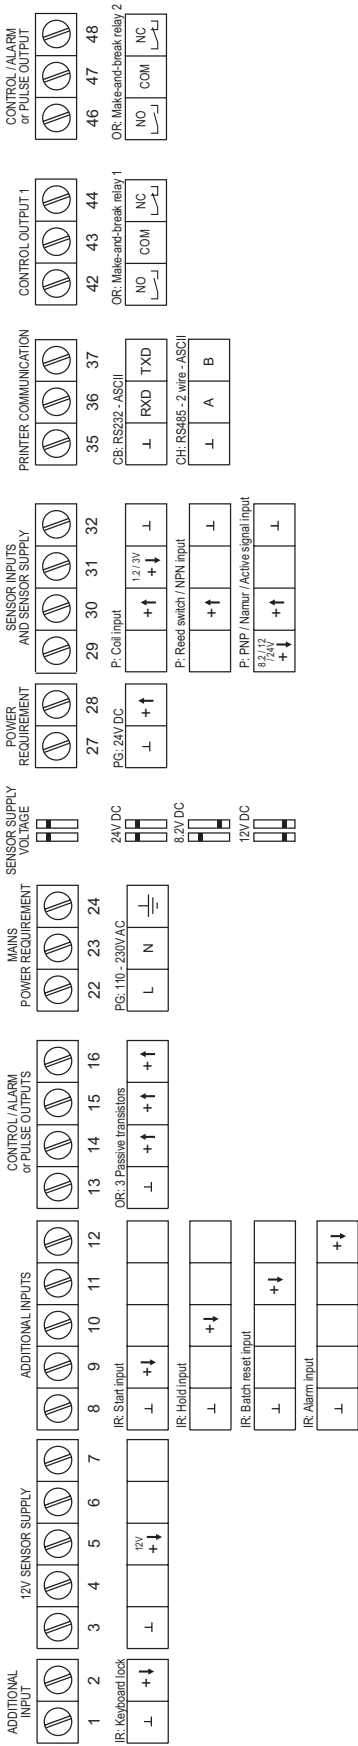 ADDITIONAL
INPUT
1 2
IR: Keyboard lock
⊥ +
12V SENSOR SUPPLY
3 4 5 6 7
⊥ 12V +
ADDITIONAL INPUTS
8 9 10 11 12
IR: Start input
⊥ +
IR: Hold input
⊥ +
IR: Batch reset input
⊥ +
IR: Alarm input
⊥ +
CONTROL / ALARM
or PULSE OUTPUTS
13 14 15 16
OR: 3 Passive transistors
⊥ + + +
MAINS
POWER REQUIREMENT
22 23 24
PG: 110 - 230V AC
L N
SENSOR SUPPLY
VOLTAGE
24V DC
8.2V DC
12V DC
POWER
REQUIREMENT
27 28
PG: 24V DC
⊥ +
SENSOR INPUTS
AND SENSOR SUPPLY
29 30 31 32
P: Coil input
+ 1.2 / 3V + ⊥
P: Reed switch / NPN input
+ ⊥
P: PNP / Namur / Active signal input
8.2 / 12
/ 24V
+ + ⊥
PRINTER COMMUNICATION
35 36 37
CB: RS232 - ASCII
⊥ RXD TXD
CH: RS485 - 2 wire - ASCII
⊥ A B
CONTROL OUTPUT 1
42 43 44
OR: Make-and-break relay 1
NO COM NC
CONTROL / ALARM
or PULSE OUTPUT
46 47 48
OR: Make-and-break relay 2
NO COM NC